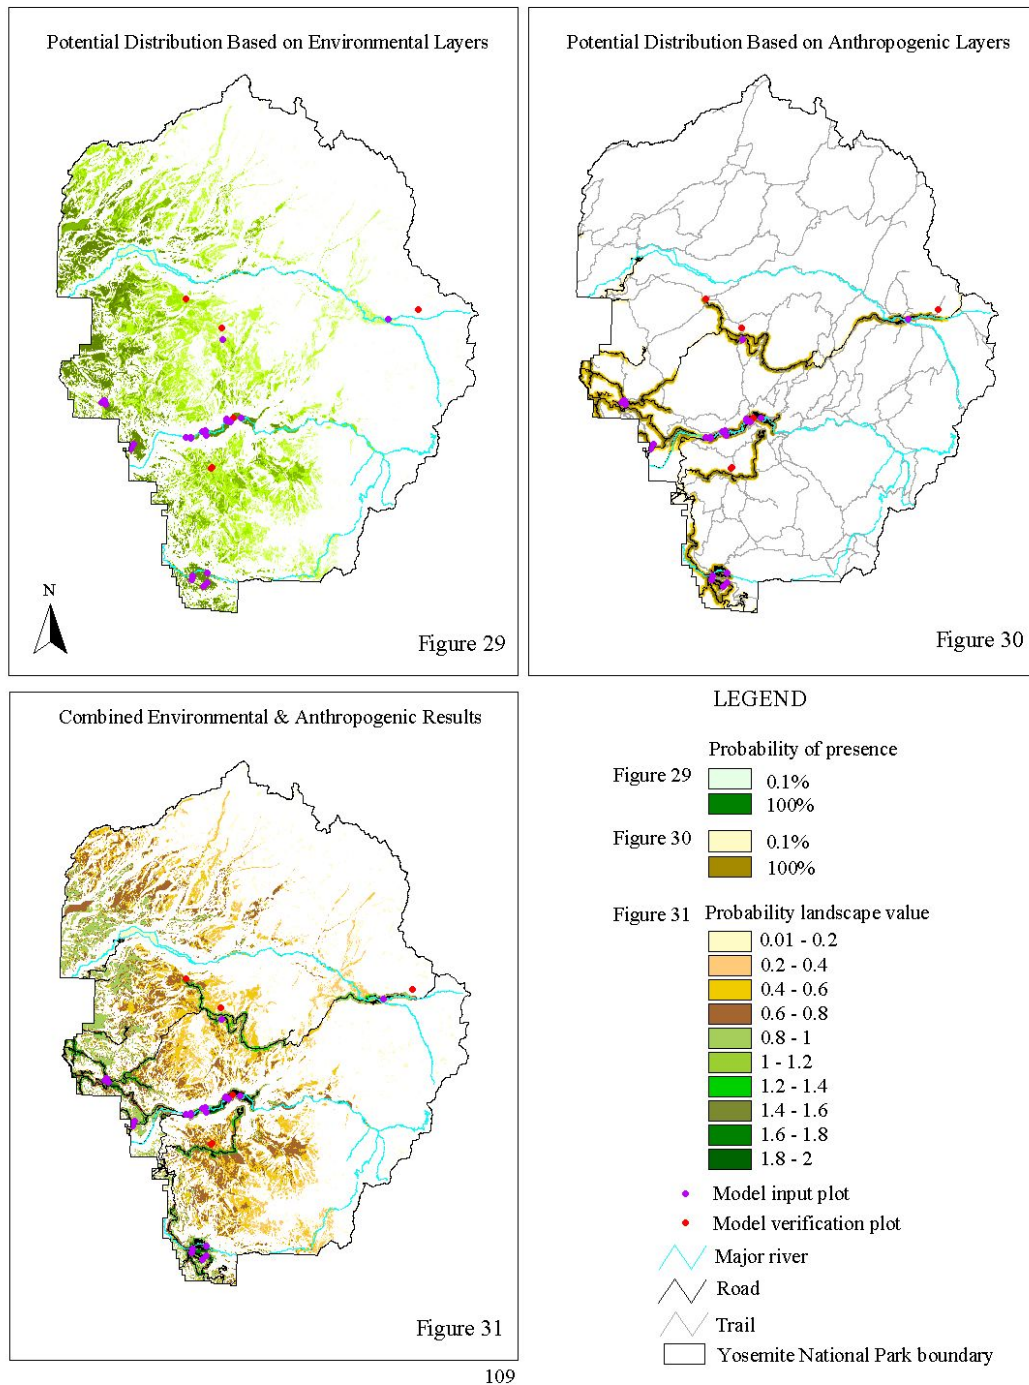 Potential Distribution Based on Environmental Layers
N
Figure 29
Potential Distribution Based on Anthropogenic Layers
Figure 30
Combined Environmental & Anthropogenic Results
Figure 31
LEGEND
Probability of presence
Figure 29
0.1%
100%
Figure 30
0.1%
100%
Figure 31 Probability landscape value
0.01 - 0.2
0.2 - 0.4
0.4 - 0.6
0.6 - 0.8
0.8 - 1
1 - 1.2
1.2 - 1.4
1.4 - 1.6
1.6 - 1.8
1.8 - 2
Model input plot
Model verification plot
Major river
Road
Trail
Yosemite National Park boundary
109